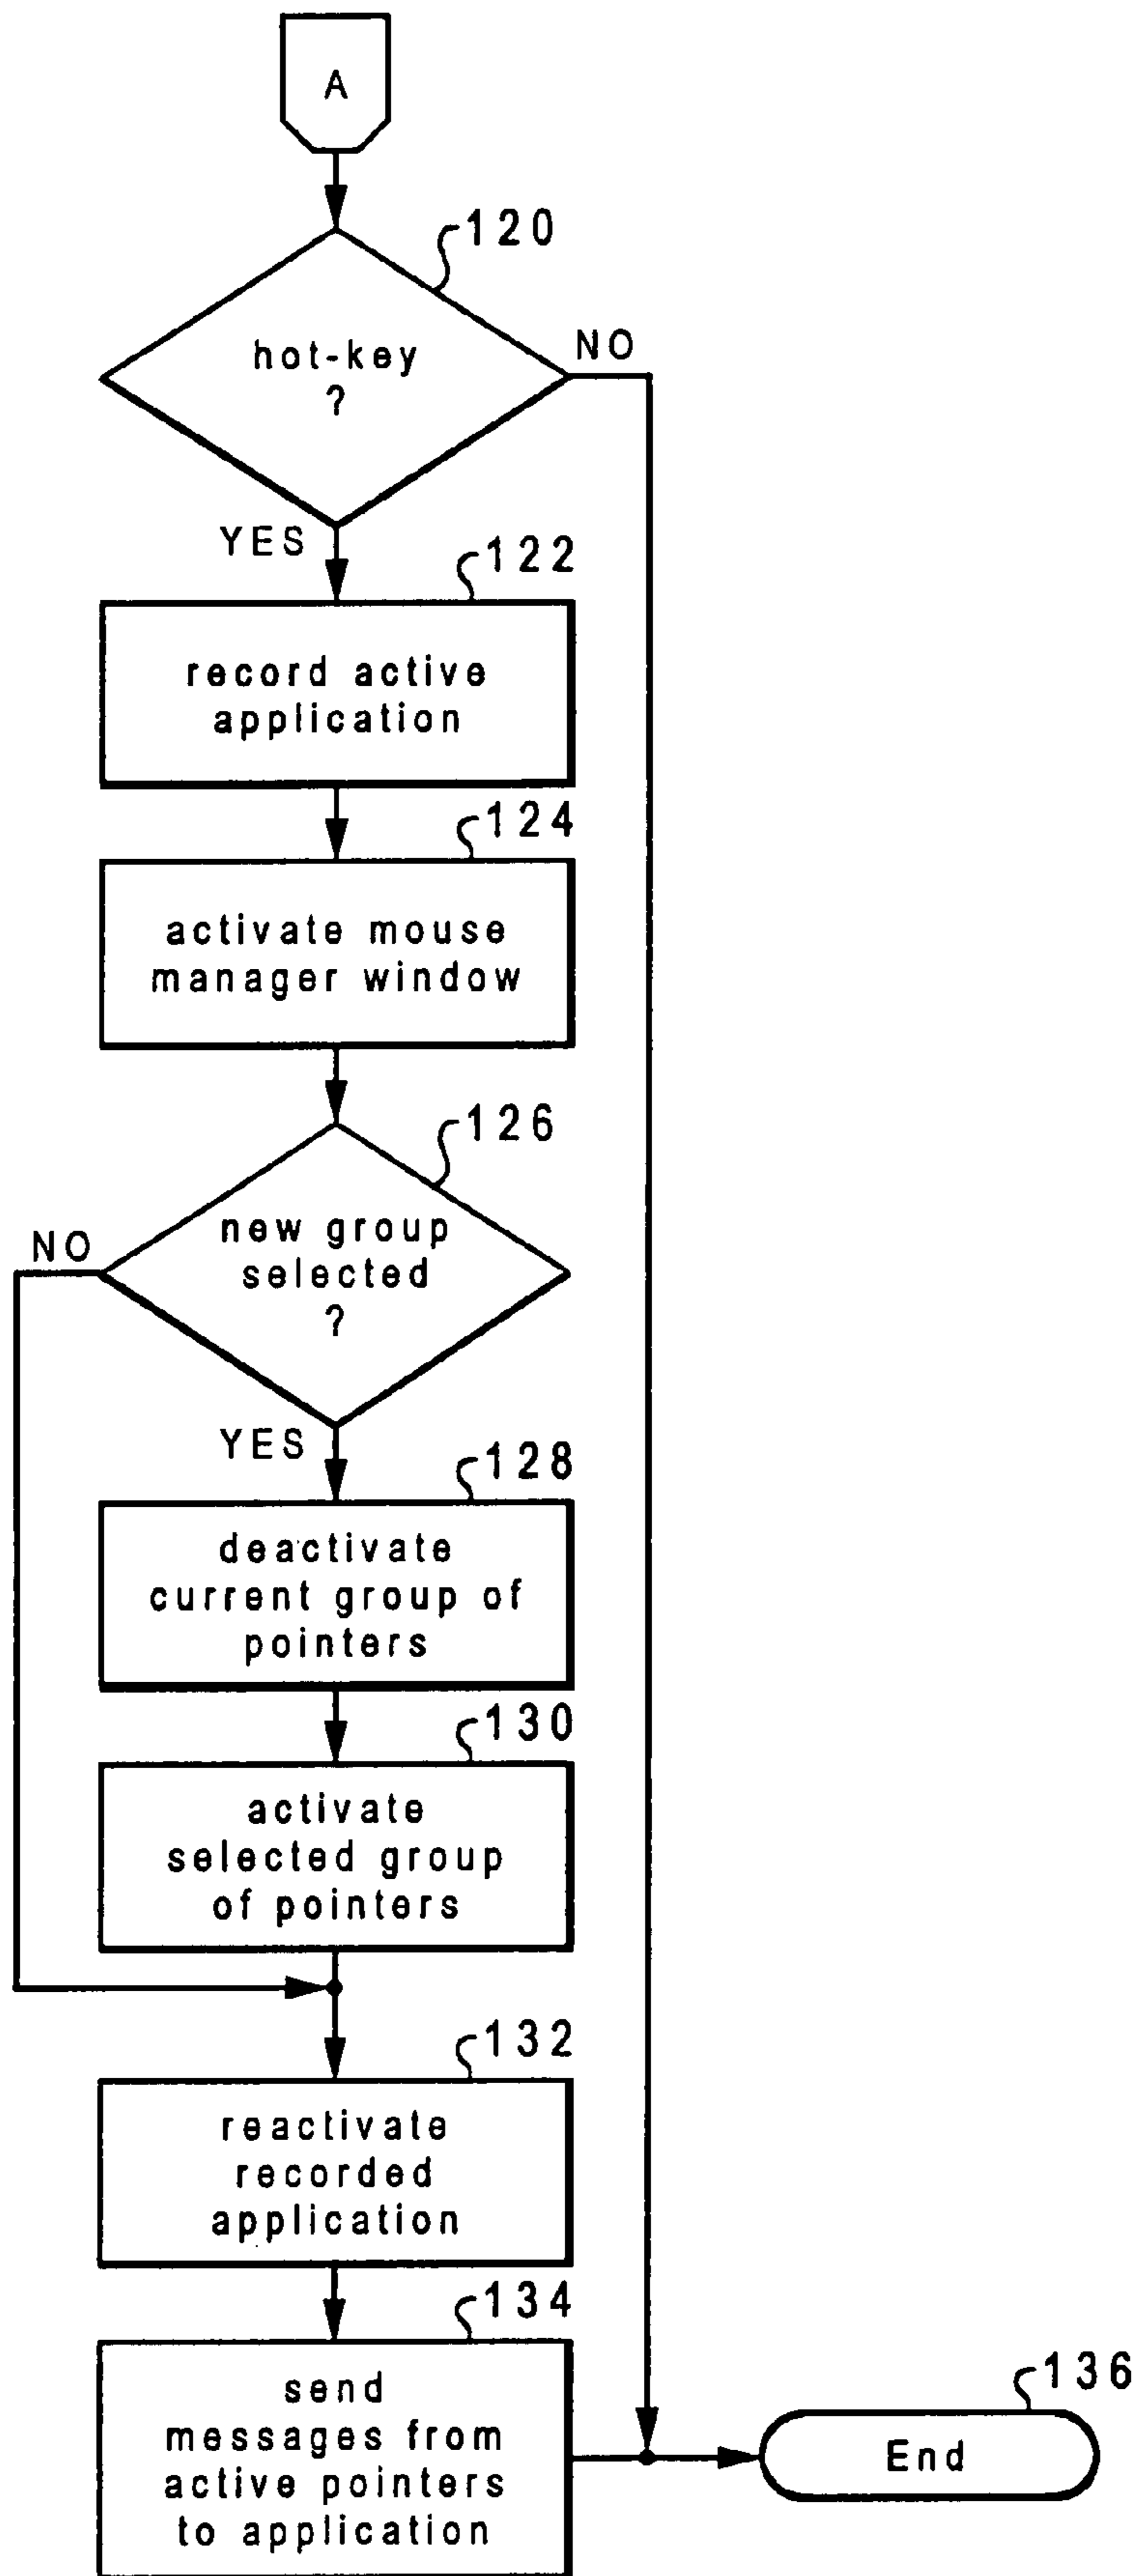 A
120
hot-key
?
NO
YES
122
record active
application
124
activate mouse
manager window
126
new group
selected
?
NO
YES
128
deactivate
current group of
pointers
130
activate
selected group
of pointers
132
reactivate
recorded
application
134
send
messages from
active pointers
to application
136
End